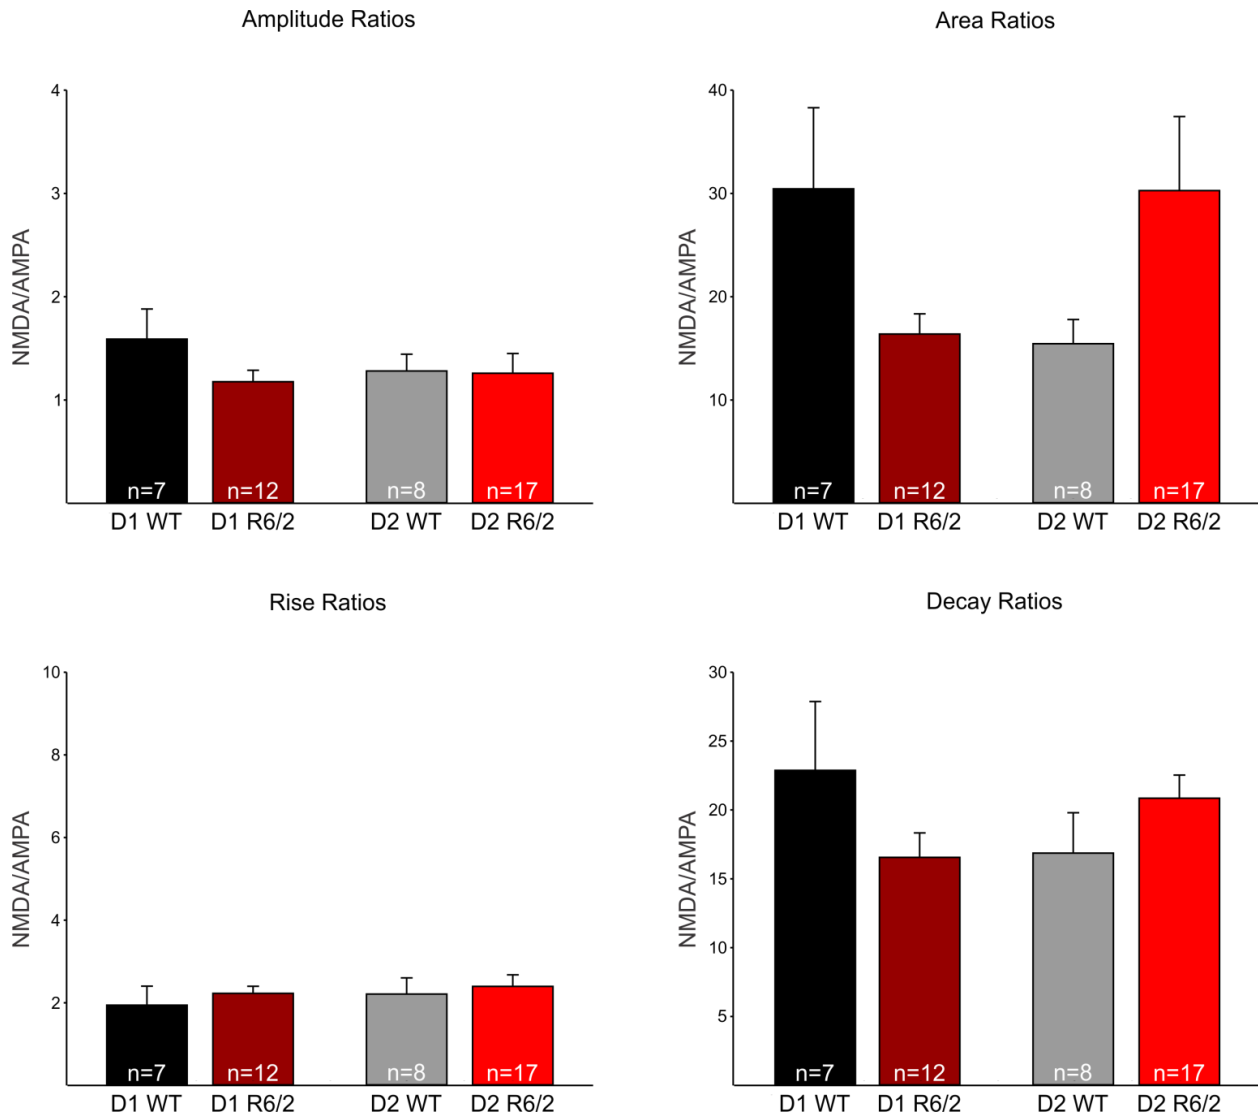 Amplitude Ratios
NMDA/AMPA
4
3
2
1
n=7
n=12
n=8
n=17
D1 WT
D1 R6/2
D2 WT
D2 R6/2
Area Ratios
NMDA/AMPA
40
30
20
10
n=7
n=12
n=8
n=17
D1 WT
D1 R6/2
D2 WT
D2 R6/2
Rise Ratios
NMDA/AMPA
10
8
6
4
2
n=7
n=12
n=8
n=17
D1 WT
D1 R6/2
D2 WT
D2 R6/2
Decay Ratios
NMDA/AMPA
30
25
20
15
10
5
n=7
n=12
n=8
n=17
D1 WT
D1 R6/2
D2 WT
D2 R6/2